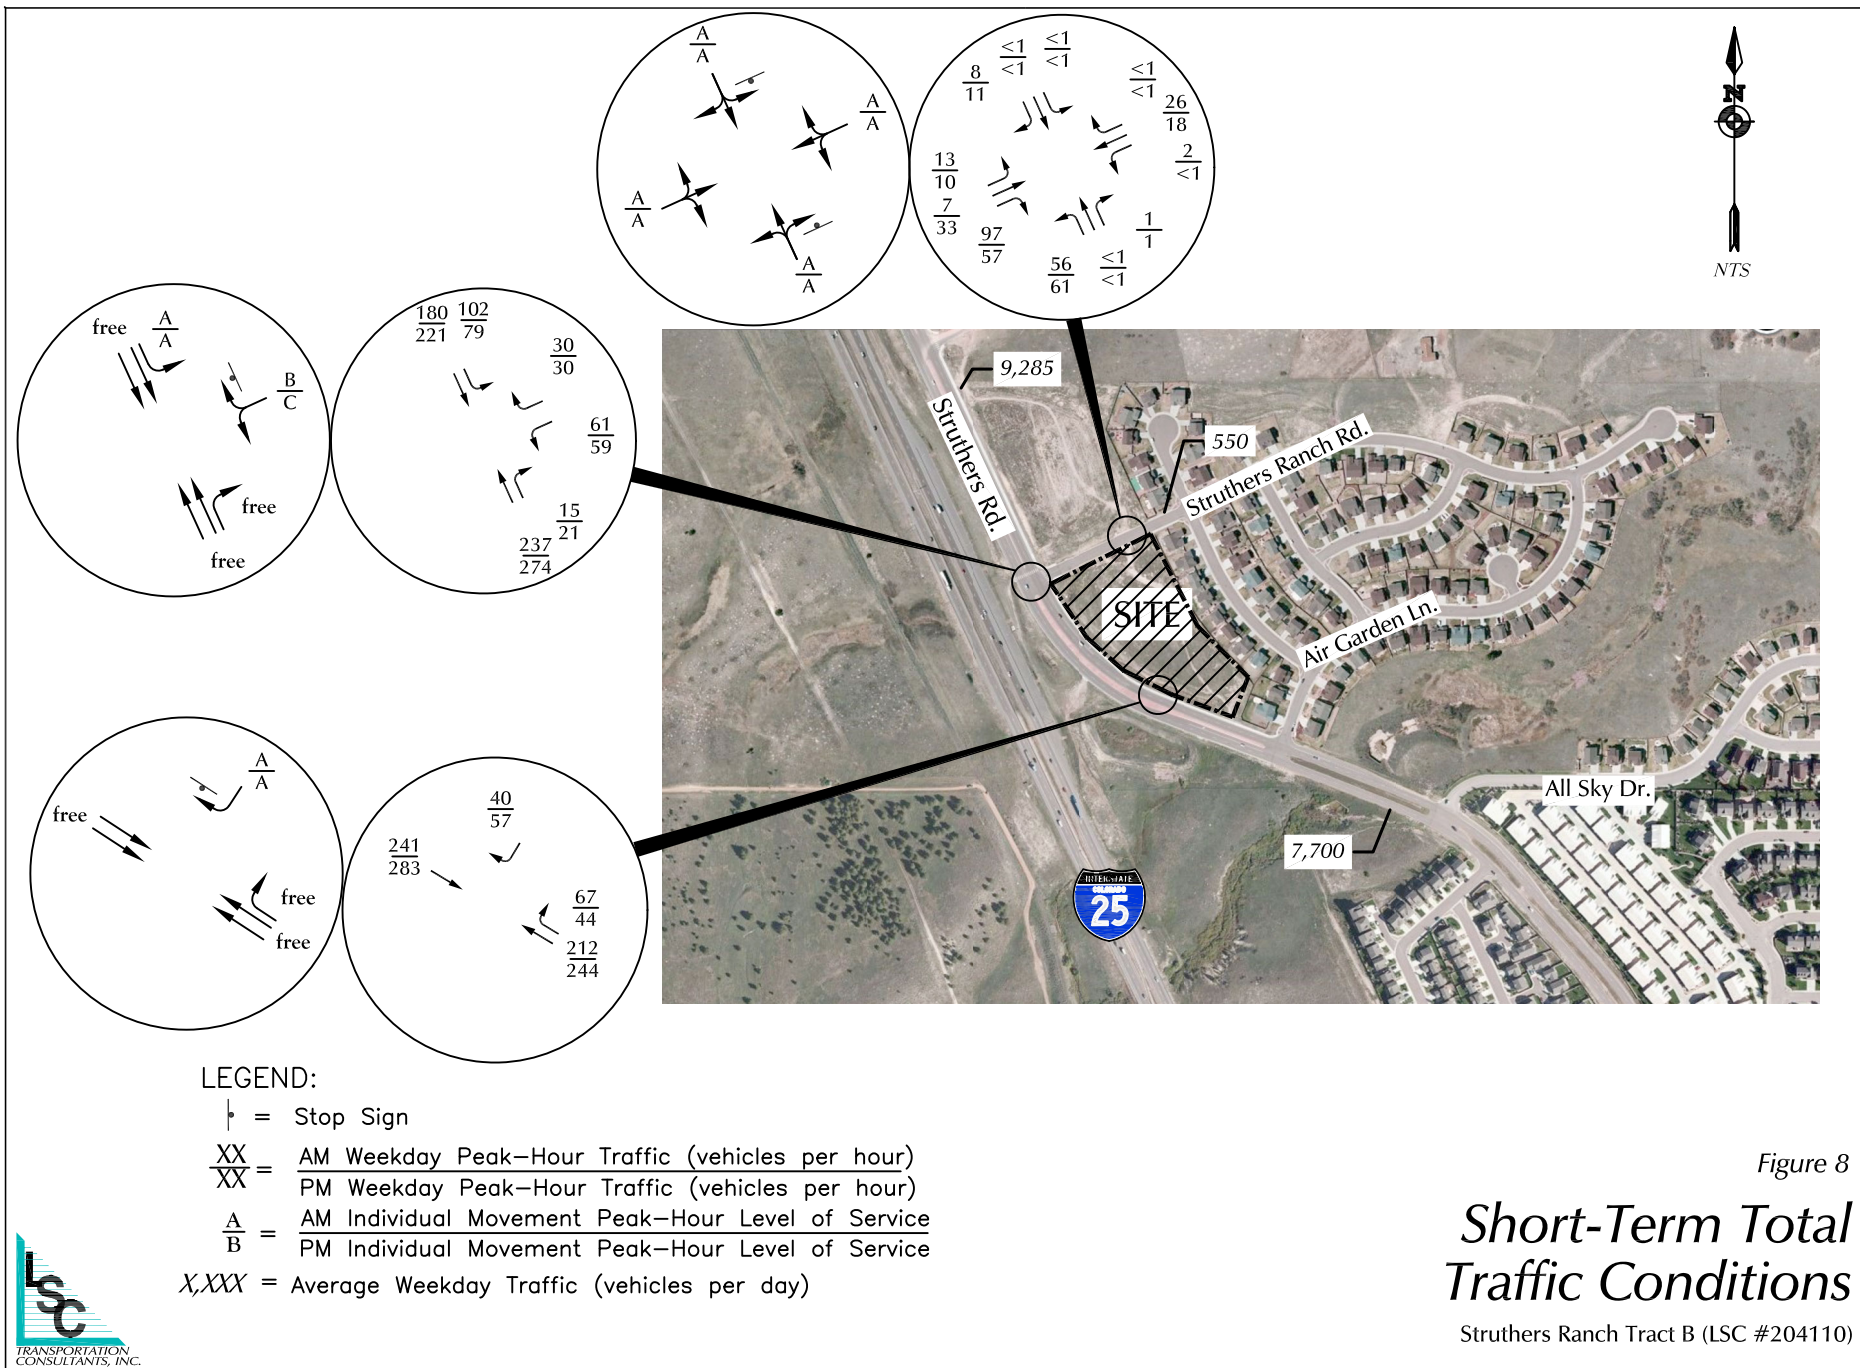 A
A
A
A
A
A
A
A
8
11
<1
<1
<1
<1
<1
<1
26
18
2
<1
13
10
7
33
97
57
56
61
<1
<1
1
1
N
NTS
free
A
A
B
C
free
free
180
221
102
79
30
30
61
59
15
21
237
274
free
A
A
free
free
241
283
40
57
67
44
212
244
9,285
Struthers Rd.
550
Struthers Ranch Rd.
SITE
Air Garden Ln.
All Sky Dr.
7,700
INTERSTATE
COLORADO
25
LEGEND:
= Stop Sign
XX
XX
=
AM Weekday Peak-Hour Traffic (vehicles per hour)
PM Weekday Peak-Hour Traffic (vehicles per hour)
A
B
=
AM Individual Movement Peak-Hour Level of Service
PM Individual Movement Peak-Hour Level of Service
X,XXX = Average Weekday Traffic (vehicles per day)
LSC
TRANSPORTATION
CONSULTANTS, INC.
Figure 8
Short-Term Total
Traffic Conditions
Struthers Ranch Tract B (LSC #204110)